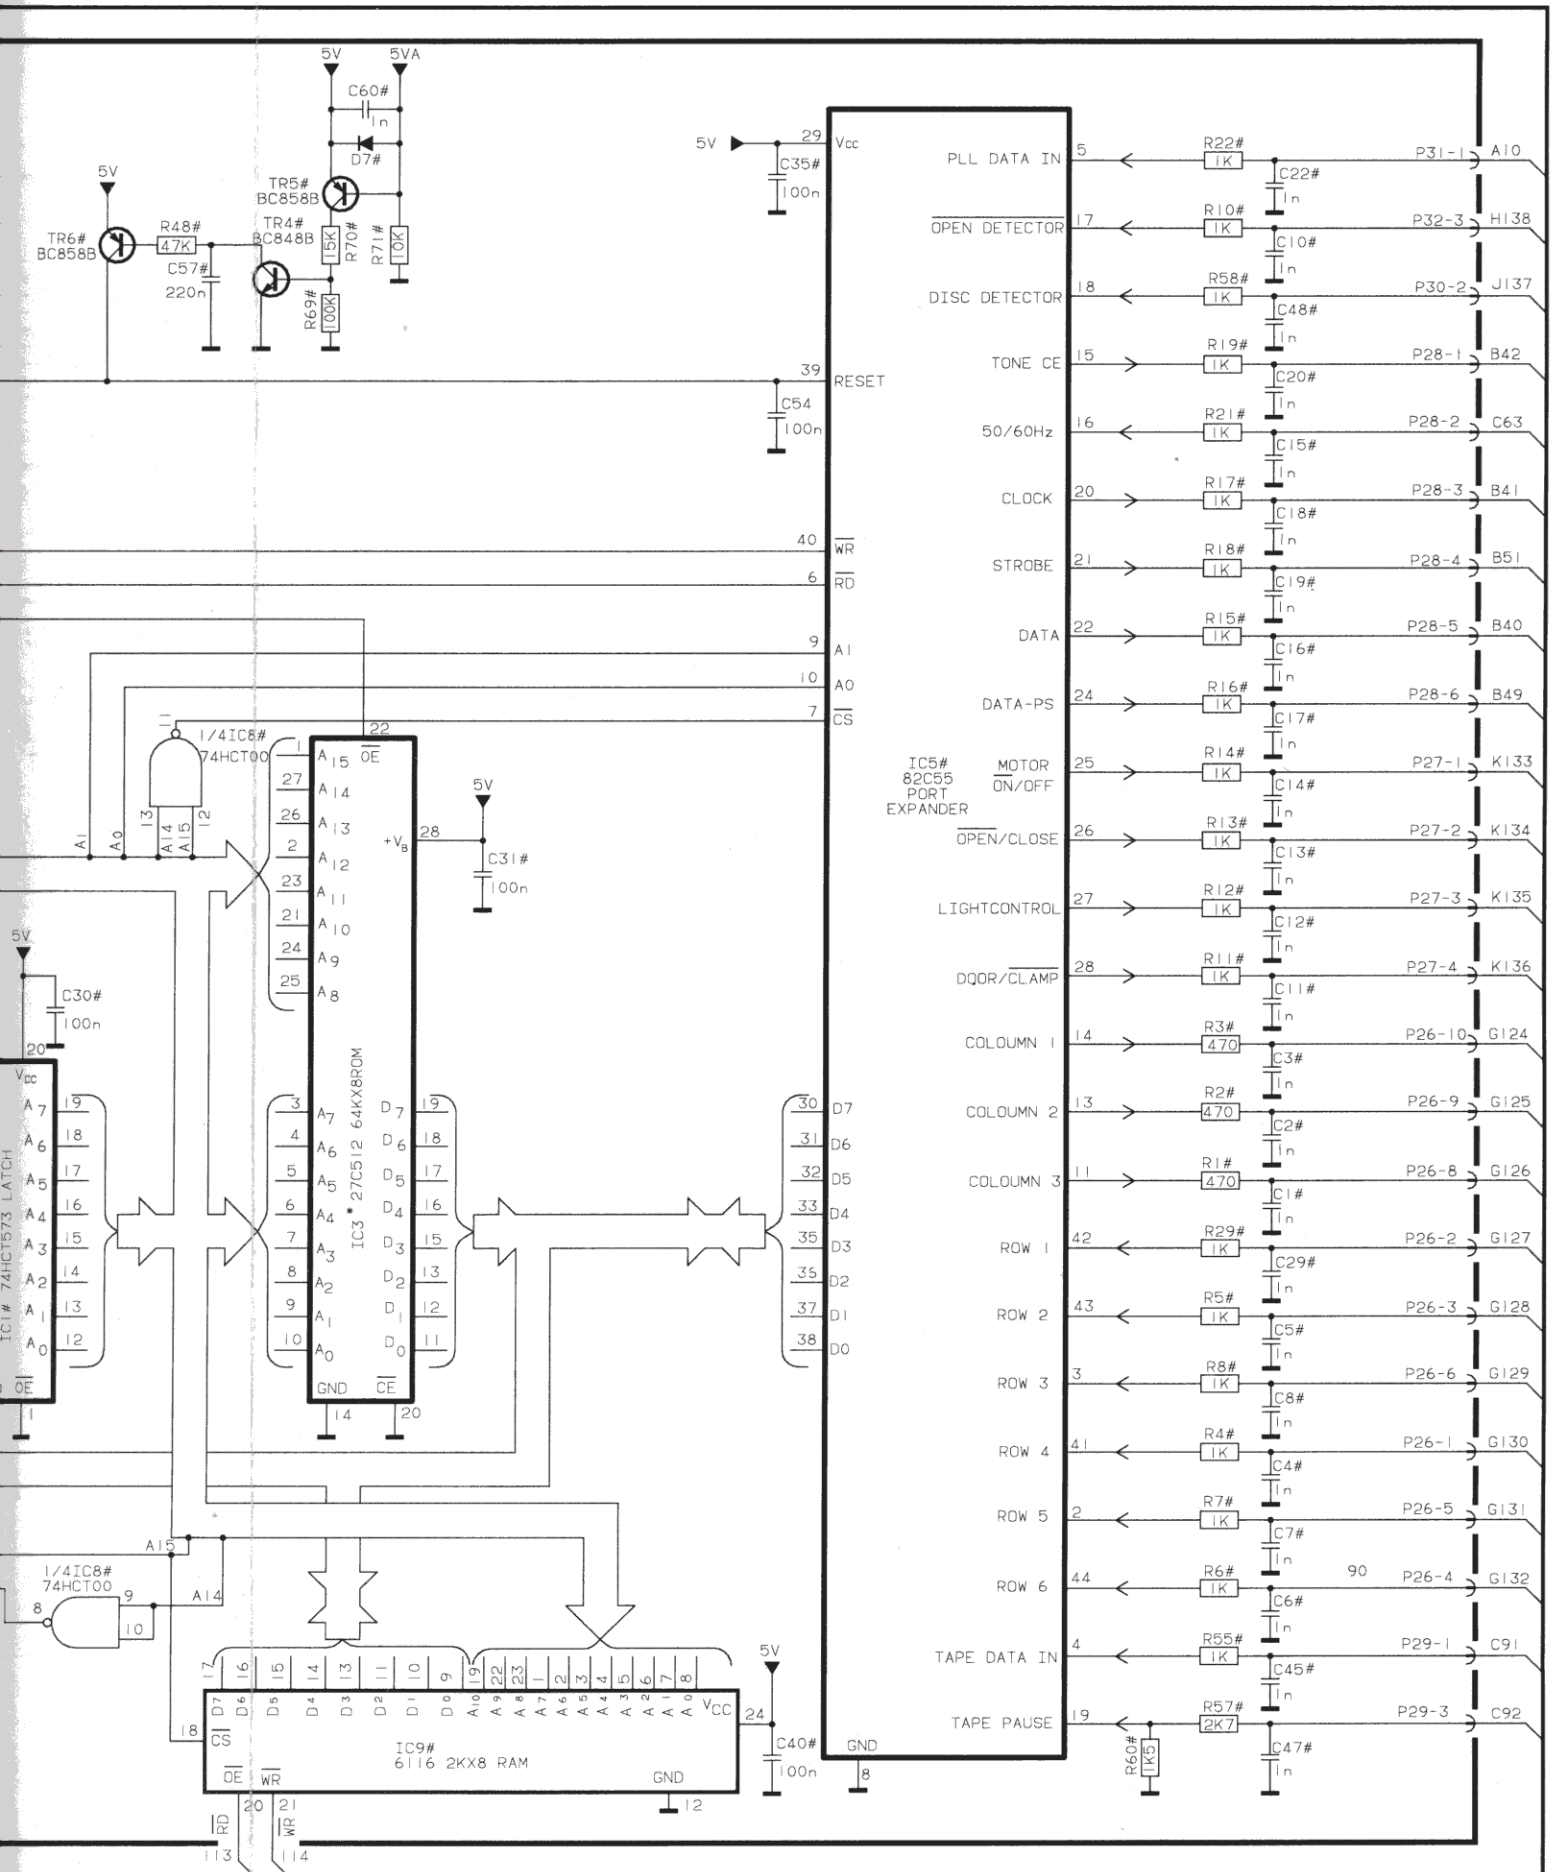 5V 5VA
C60#
1n
D7#
TR5#
BC858B
5V
TR6#
BC858B
R48#
47K
C57#
220n
TR4#
BC848B
15K R70#
R71# 10K
R69# 100K
5V
29 Vcc
C35#
100n
39 RESET
C54
100n
40 WR
6 RD
9 A1
10 A0
7 CS
IC5#
82C55
PORT
EXPANDER
30 D7
31 D6
32 D5
33 D4
35 D3
36 D2
37 D1
38 D0
GND
8
PLL DATA IN 5 R22# 1K C22# 1n P31-1 A10
OPEN DETECTOR 17 R10# 1K C10# 1n P32-3 H138
DISC DETECTOR 18 R58# 1K C48# 1n P30-2 J137
TONE CE 15 R19# 1K C20# 1n P28-1 B42
50/60Hz 16 R21# 1K C15# 1n P28-2 C63
CLOCK 20 R17# 1K C18# 1n P28-3 B41
STROBE 21 R18# 1K C19# 1n P28-4 B51
DATA 22 R15# 1K C16# 1n P28-5 B40
DATA-PS 24 R16# 1K C17# 1n P28-6 B49
MOTOR
ON/OFF 25 R14# 1K C14# 1n P27-1 K133
OPEN/CLOSE 26 R13# 1K C13# 1n P27-2 K134
LIGHTCONTROL 27 R12# 1K C12# 1n P27-3 K135
DOOR/CLAMP 28 R11# 1K C11# 1n P27-4 K136
COLOUMN 1 14 R3# 470 C3# 1n P26-10 G124
COLOUMN 2 13 R2# 470 C2# 1n P26-9 G125
COLOUMN 3 11 R1# 470 C1# 1n P26-8 G126
ROW 1 42 R29# 1K C29# 1n P26-2 G127
ROW 2 43 R5# 1K C5# 1n P26-3 G128
ROW 3 3 R8# 1K C8# 1n P26-6 G129
ROW 4 41 R4# 1K C4# 1n P26-1 G130
ROW 5 2 R7# 1K C7# 1n P26-5 G131
ROW 6 44 R6# 1K C6# 1n 90 P26-4 G132
TAPE DATA IN 4 R55# 1K C45# 1n P29-1 C91
TAPE PAUSE 19 R57# 2K7 C47# 1n P29-3 C92
R60# 1K5
11
1/4IC8#
74HCT00
13 12
A1 A0 A14 A15
22
OE
1 A15
27 A14
26 A13
2 A12
23 A11
21 A10
24 A9
25 A8
+VB 28
5V
C31#
100n
IC3* 27C512 64KX8ROM
3 A7 D7 19
4 A6 D6 18
5 A5 D5 17
6 A4 D4 16
7 A3 D3 15
8 A2 D2 13
9 A1 D1 12
10 A0 D0 11
GND CE
14 20
5V
C30#
100n
20
Vcc
IC1# 74HCT573 LATCH
A7 19
A6 18
A5 17
A4 16
A3 15
A2 14
A1 13
A0 12
OE
1
A15
1/4IC8#
74HCT00
8 9
10
A14
17 16 15 14 13 11 10 9 19 22 23 1 2 3 4 5 6 7 8
D7 D6 D5 D4 D3 D2 D1 D0 A10 A9 A8 A7 A6 A5 A4 A3 A2 A1 A0 VCC
18 CS
IC9#
6116 2KX8 RAM
24
5V
C40#
100n
OE WR GND
20 21 12
RD WR
113 114